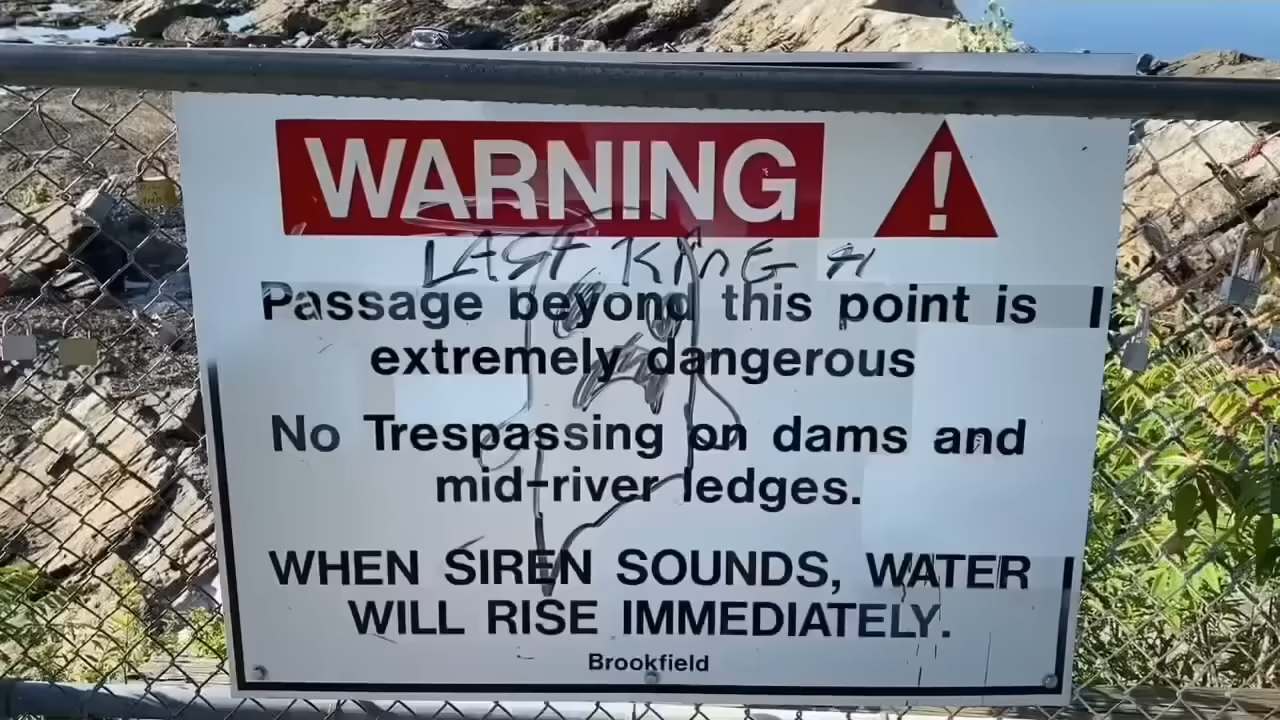 WARNING !
LAST KING
Passage beyond this point is
extremely dangerous
No Trespassing on dams and
mid-river ledges.
WHEN SIREN SOUNDS, WATER
WILL RISE IMMEDIATELY.
Brookfield